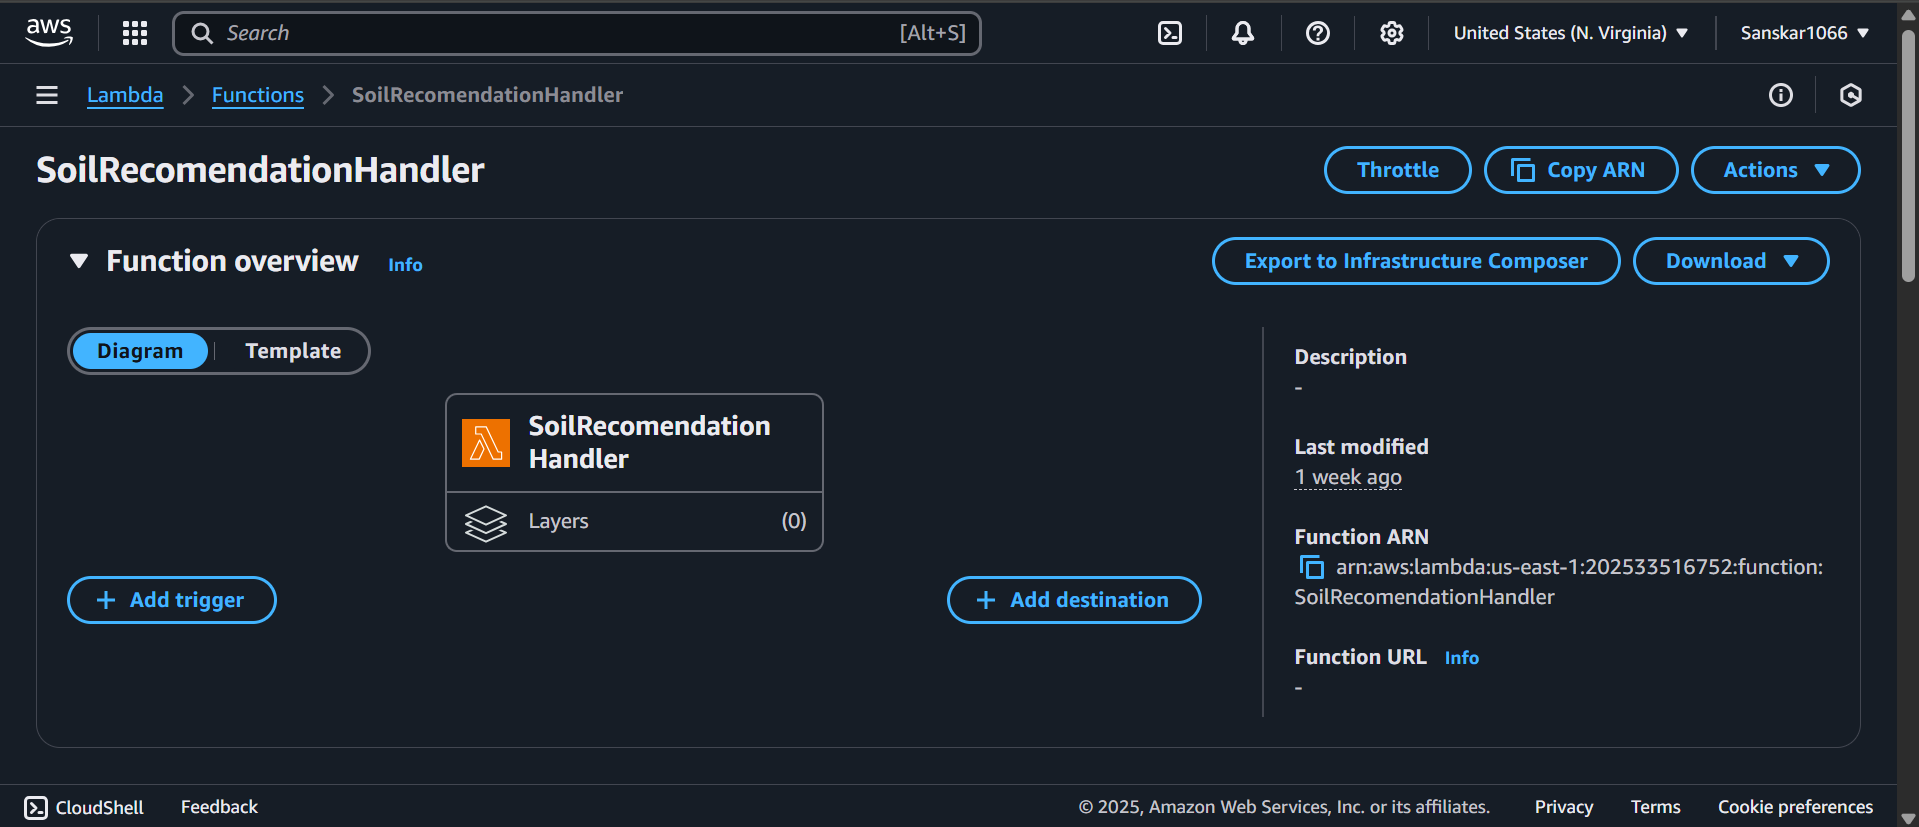 aws
Search [Alt+S]
United States (N. Virginia)
Sanskar1066
Lambda
Functions
SoilRecomendationHandler
SoilRecomendationHandler
Throttle
Copy ARN
Actions
Function overview Info
Export to Infrastructure Composer
Download
Diagram
Template
SoilRecomendation
Handler
Layers (0)
Add trigger
Add destination
Description
-
Last modified
1 week ago
Function ARN
arn:aws:lambda:us-east-1:202533516752:function:
SoilRecomendationHandler
Function URL Info
-
CloudShell
Feedback
© 2025, Amazon Web Services, Inc. or its affiliates.
Privacy
Terms
Cookie preferences